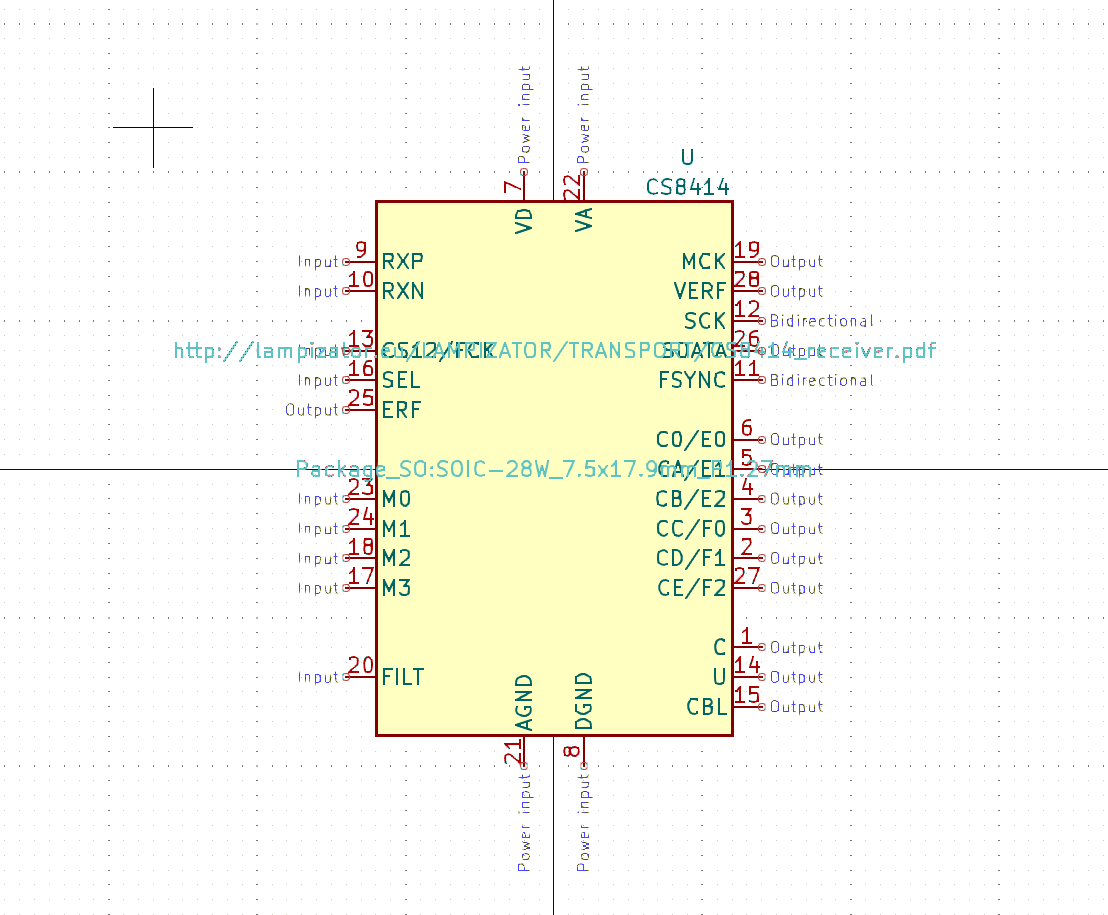 Power input
Power input
U
CS8414
7
22
VD
VA
Input 9 RXP
MCK 19 Output
Input 10 RXN
VERF 28 Output
SCK 12 Bidirectional
Input 13 CS12/FCK
SDATA 26 Output
http://lampizator.eu/LAMPIZATOR/TRANSPORT/CS8414_receiver.pdf
Input 16 SEL
FSYNC 11 Bidirectional
Output 25 ERF
C0/E0 6 Output
CA/E1 5 Output
Package_SO:SOIC-28W_7.5x17.9mm_P1.27mm
Input 23 M0
CB/E2 4 Output
Input 24 M1
CC/F0 3 Output
Input 18 M2
CD/F1 2 Output
Input 17 M3
CE/F2 27 Output
C 1 Output
Input 20 FILT
U 14 Output
CBL 15 Output
AGND
DGND
21
8
Power input
Power input